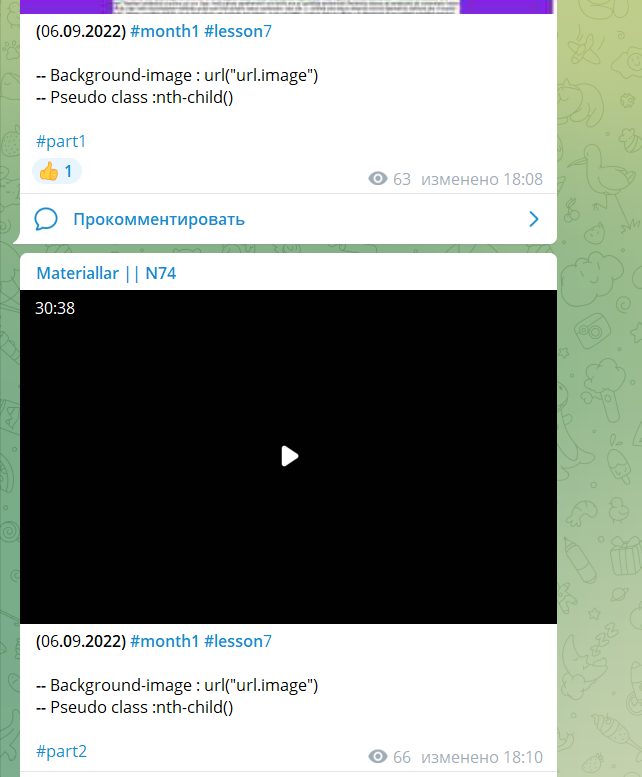 (06.09.2022) #month1 #lesson7
-- Background-image : url("url.image")
-- Pseudo class :nth-child()
#part1
👍 1
63 изменено 18:08
Прокомментировать
Materiallar || N74
30:38
(06.09.2022) #month1 #lesson7
-- Background-image : url("url.image")
-- Pseudo class :nth-child()
#part2
66 изменено 18:10